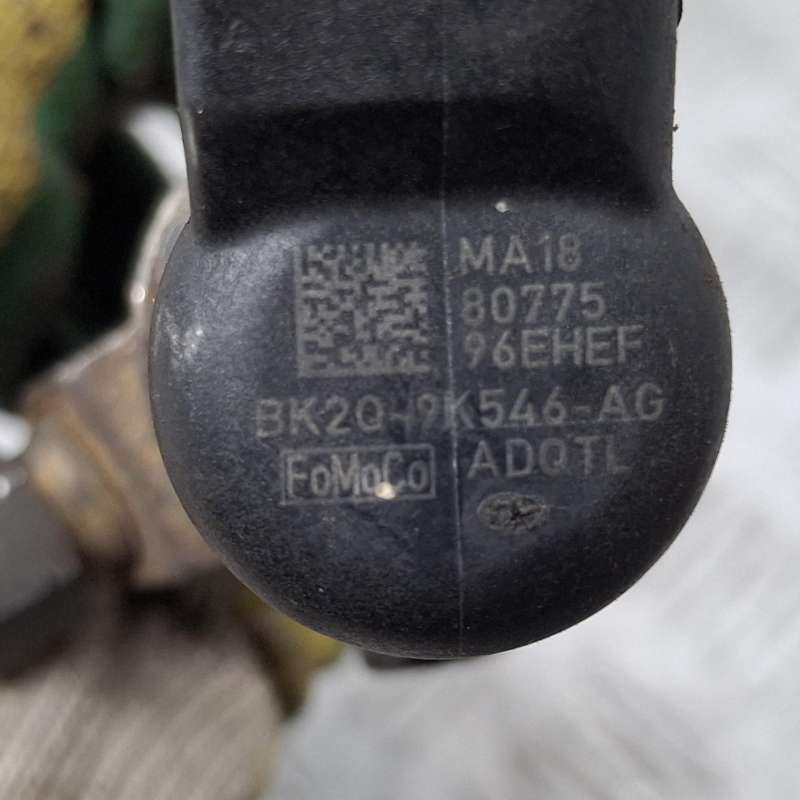 MA18
80775
96EHEF
BK2Q-9K546-AG
FoMoCo ADQTL